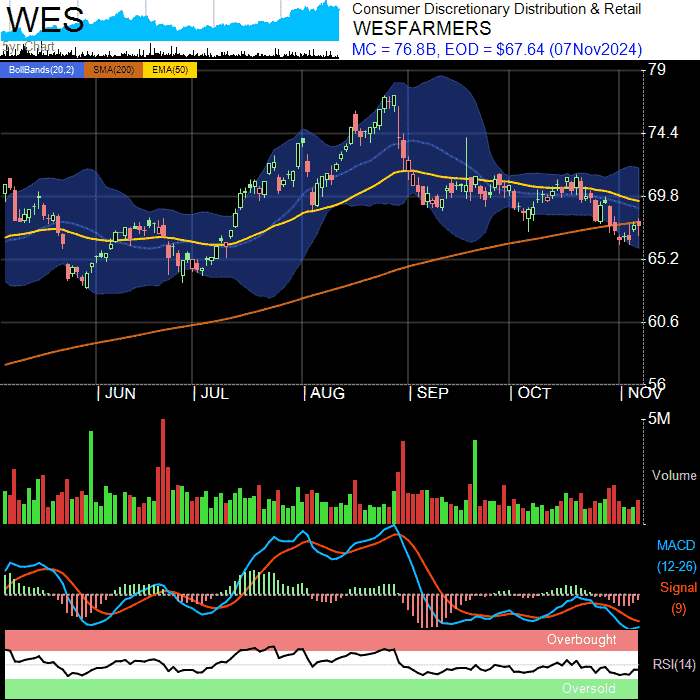 WES
5yr Chart
Consumer Discretionary Distribution & Retail
WESFARMERS
MC = 76.8B, EOD = $67.64 (07Nov2024)
BollBands(20,2) SMA(200) EMA(50)
79
74.4
69.8
65.2
60.6
56
JUN JUL AUG SEP OCT NOV
5M
Volume
MACD
(12-26)
Signal
(9)
Overbought
RSI(14)
Oversold